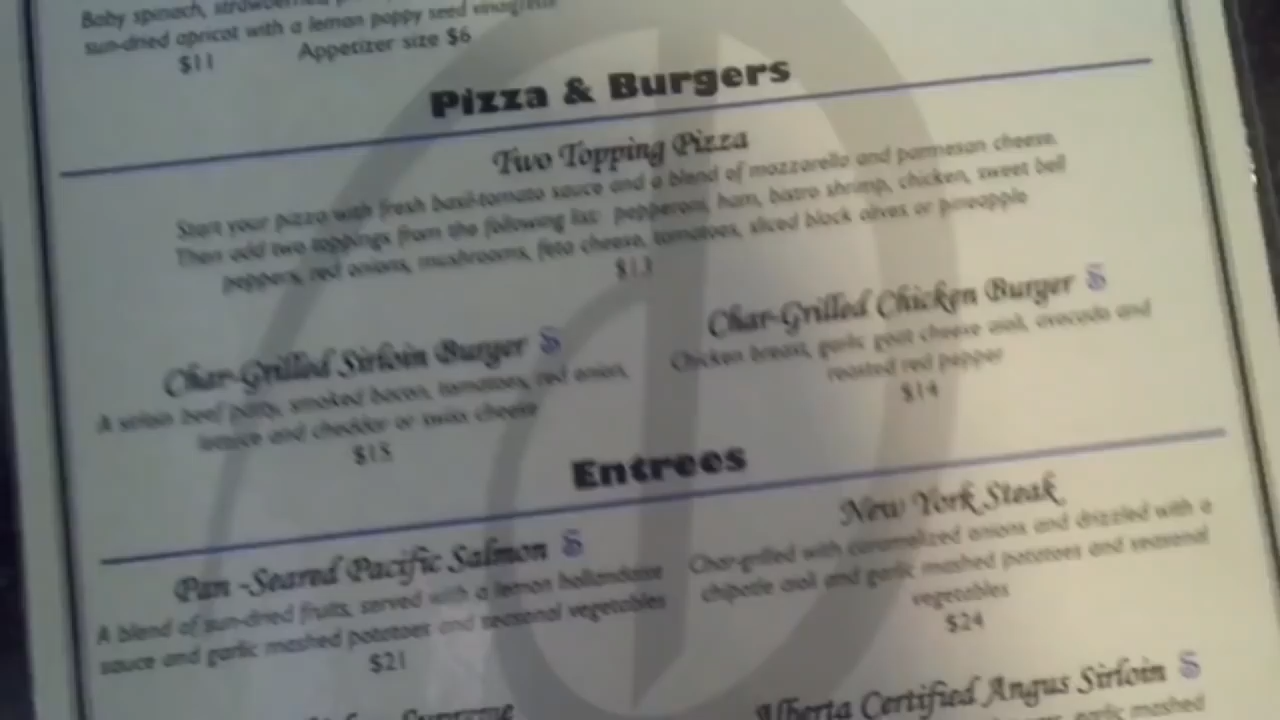 Baby spinach,
sun-dried apricot with a lemon poppy seed vinagrette
$11 Appetizer size $6
Pizza & Burgers
Two Topping Pizza
Start your pizza with fresh basil-tomato sauce and a blend of mozzarella and parmesan cheese.
Then add two toppings from the following list: pepperoni, ham, bistro shrimp, chicken, sweet bell
peppers, red onions, mushrooms, feta cheese, tomatoes, sliced black olives or pineapple
$13
Char-Grilled Sirloin Burger S
A sirloin beef patty, smoked bacon, tomatoes, red onion,
lettuce and cheddar or swiss cheese
$15
Char-Grilled Chicken Burger S
Chicken breast, garlic goat cheese aioli, avocado and
roasted red pepper
$14
Entrees
Pan-Seared Pacific Salmon S
A blend of sun-dried fruits, served with a lemon hollandaise
sauce and garlic mashed potatoes and seasonal vegetables
$21
New York Steak
Char-grilled with caramelized onions and drizzled with a
chipotle aioli and garlic mashed potatoes and seasonal
vegetables
$24
Supreme
Alberta Certified Angus Sirloin S
garlic mashed